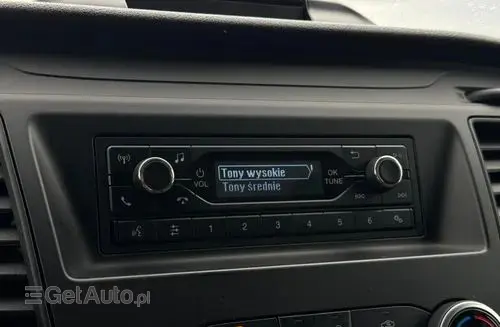 Tony wysokie
Tony średnie
VOL
OK
TUNE
1 2 3 4 5 6
GetAuto.pl